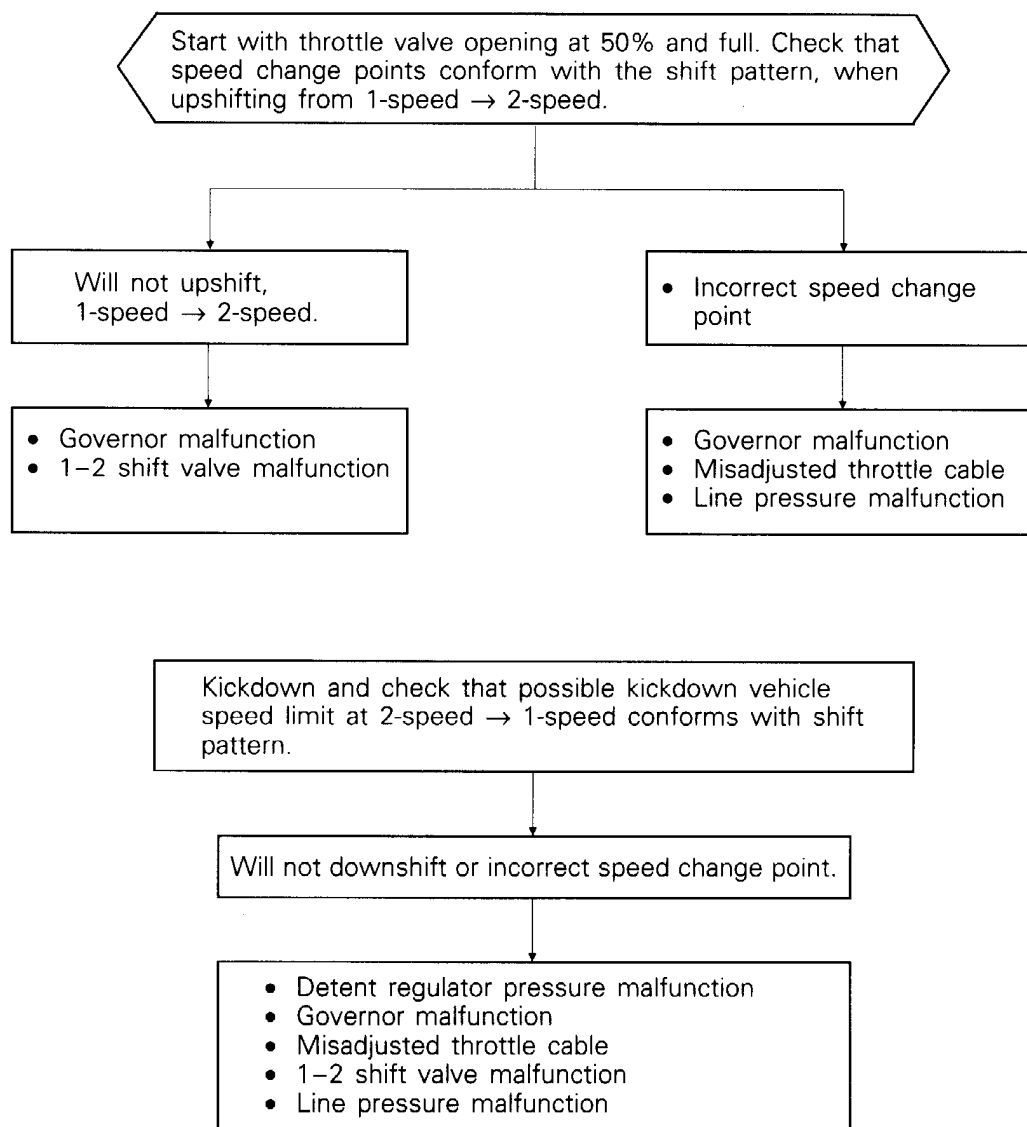 Start with throttle valve opening at 50% and full. Check that
speed change points conform with the shift pattern, when
upshifting from 1-speed → 2-speed.
Will not upshift,
1-speed → 2-speed.
• Incorrect speed change
point
• Governor malfunction
• 1–2 shift valve malfunction
• Governor malfunction
• Misadjusted throttle cable
• Line pressure malfunction
Kickdown and check that possible kickdown vehicle
speed limit at 2-speed → 1-speed conforms with shift
pattern.
Will not downshift or incorrect speed change point.
• Detent regulator pressure malfunction
• Governor malfunction
• Misadjusted throttle cable
• 1–2 shift valve malfunction
• Line pressure malfunction